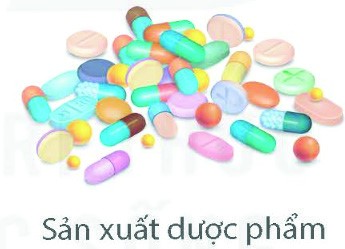 Sản xuất dược phẩm